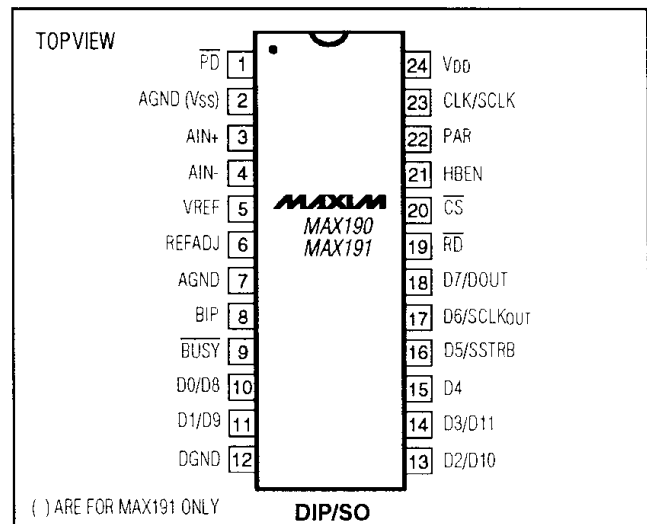 TOPVIEW
PD 1
AGND (VSS) 2
AIN+ 3
AIN- 4
VREF 5
REFADJ 6
AGND 7
BIP 8
BUSY 9
D0/D8 10
D1/D9 11
DGND 12
MAXIM
MAX190
MAX191
24 VDD
23 CLK/SCLK
22 PAR
21 HBEN
20 CS
19 RD
18 D7/DOUT
17 D6/SCLKOUT
16 D5/SSTRB
15 D4
14 D3/D11
13 D2/D10
( ) ARE FOR MAX191 ONLY
DIP/SO